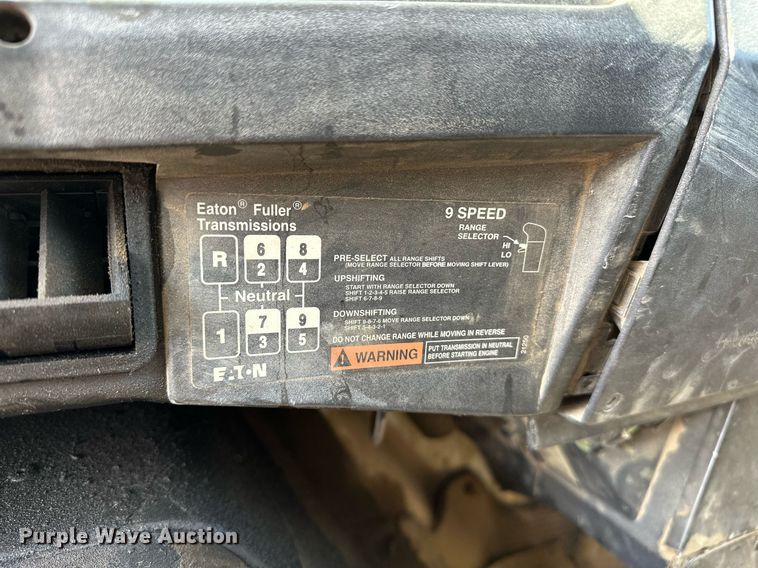 Eaton® Fuller®
Transmissions
9 SPEED
RANGE
SELECTOR
HI
LO
R 6 8
2 4
Neutral
1 7 9
3 5
EATON
PRE-SELECT ALL RANGE SHIFTS
(MOVE RANGE SELECTOR BEFORE MOVING SHIFT LEVER)
UPSHIFTING
START WITH RANGE SELECTOR DOWN
SHIFT 1-2-3-4-5 RAISE RANGE SELECTOR
SHIFT 6-7-8-9
DOWNSHIFTING
SHIFT 9-8-7-6 MOVE RANGE SELECTOR DOWN
SHIFT 5-4-3-2-1
DO NOT CHANGE RANGE WHILE MOVING IN REVERSE
WARNING
PUT TRANSMISSION IN NEUTRAL
BEFORE STARTING ENGINE
21250
Purple Wave Auction